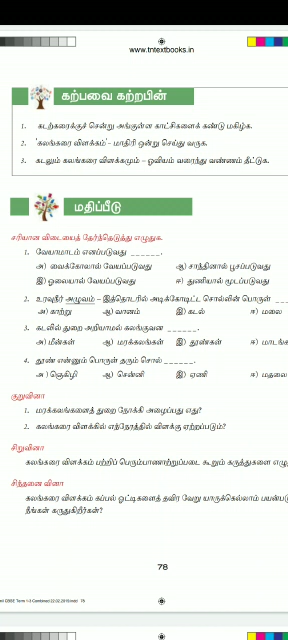 www.tntextbooks.in
கற்பவை கற்றபின்
1. கடற்கரைக்குச் சென்று அங்குள்ள காட்சிகளைக் கண்டு மகிழ்க.
2. 'கலங்கரை விளக்கம்' – மாதிரி ஒன்று செய்து வருக.
3. கடலும் கலங்கரை விளக்கமும் – ஓவியம் வரைந்து வண்ணம் தீட்டுக.
மதிப்பீடு
சரியான விடையைத் தேர்ந்தெடுத்து எழுதுக.
1. வேயாமாடம் எனப்படுவது ______.
அ) வைக்கோலால் வேயப்படுவது ஆ) சாந்தினால் பூசப்படுவது
இ) ஓலையால் வேயப்படுவது ஈ) துணியால் மூடப்படுவது
2. உரவுநீர் அழுவம் – இத்தொடரில் அடிக்கோடிட்ட சொல்லின் பொருள் ___
அ) காற்று ஆ) வானம் இ) கடல் ஈ) மலை
3. கடலில் துறை அறியாமல் கலங்குவன ______.
அ) மீன்கள் ஆ) மரக்கலங்கள் இ) தூண்கள் ஈ) மாடங்க
4. தூண் என்னும் பொருள் தரும் சொல் ______.
அ) ஞெகிழி ஆ) சென்னி இ) ஏணி ஈ) மதலை
குறுவினா
1. மரக்கலங்களைத் துறை நோக்கி அழைப்பது எது?
2. கலங்கரை விளக்கில் எந்நேரத்தில் விளக்கு ஏற்றப்படும்?
சிறுவினா
கலங்கரை விளக்கம் பற்றிப் பெரும்பாணாற்றுப்படை கூறும் கருத்துகளை எழு
சிந்தனை வினா
கலங்கரை விளக்கம் கப்பல் ஓட்டிகளைத் தவிர வேறு யாருக்கெல்லாம் பயன்ப
நீங்கள் கருதுகிறீர்கள்?
78